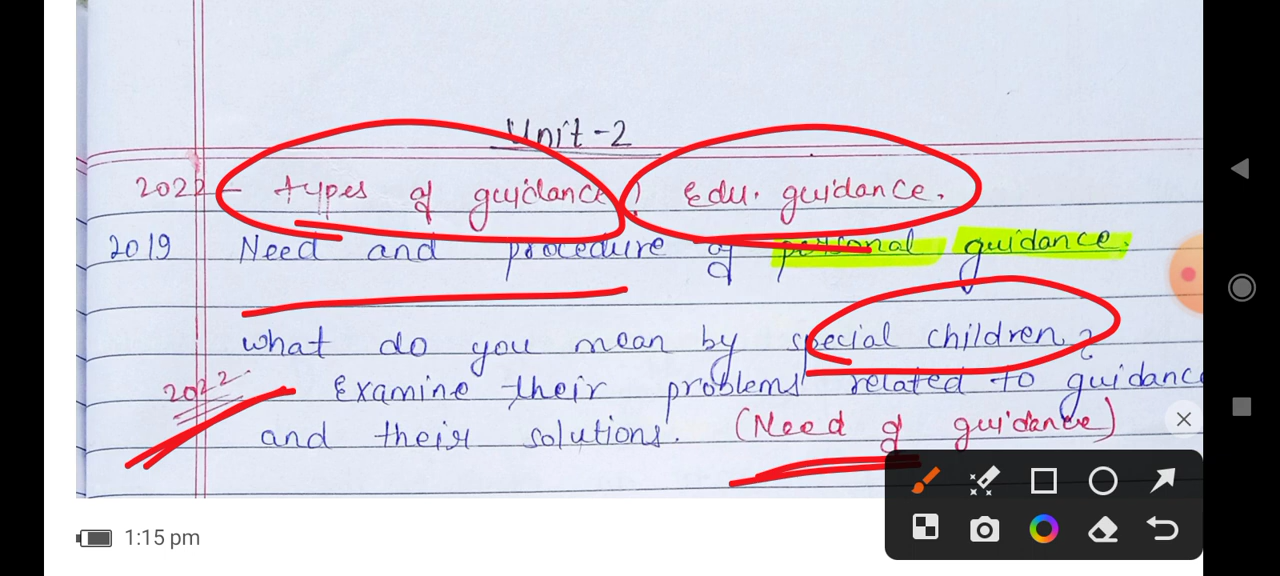 Unit-2
2022 - types of guidance, Edu. guidance.
2019 Need and procedure of personal guidance.
what do you mean by special children?
2022 Examine their problems related to guidance
and their solutions. (Need of guidance)
1:15 pm